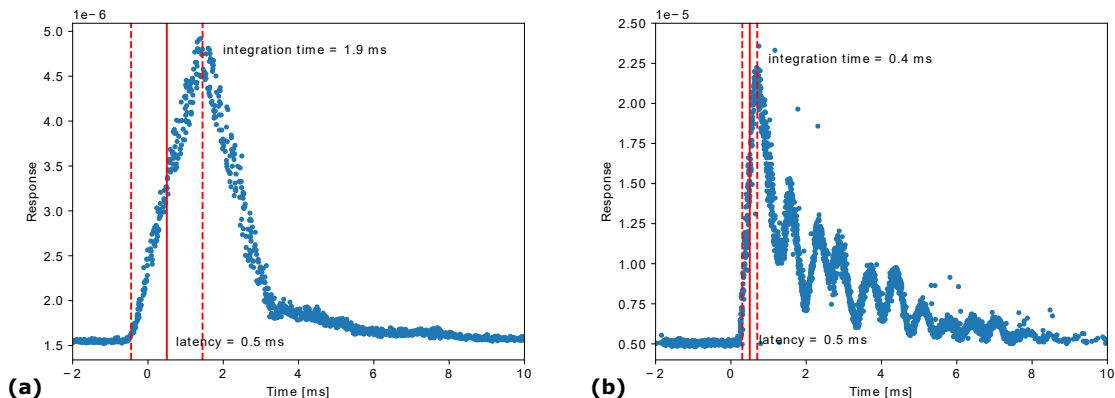 1e−6
5.0
4.5
4.0
3.5
3.0
2.5
2.0
1.5
Response
integration time = 1.9 ms
latency = 0.5 ms
−2 0 2 4 6 8 10
Time [ms]
(a)
1e−5
2.50
2.25
2.00
1.75
1.50
1.25
1.00
0.75
0.50
Response
integration time = 0.4 ms
latency = 0.5 ms
−2 0 2 4 6 8 10
Time [ms]
(b)